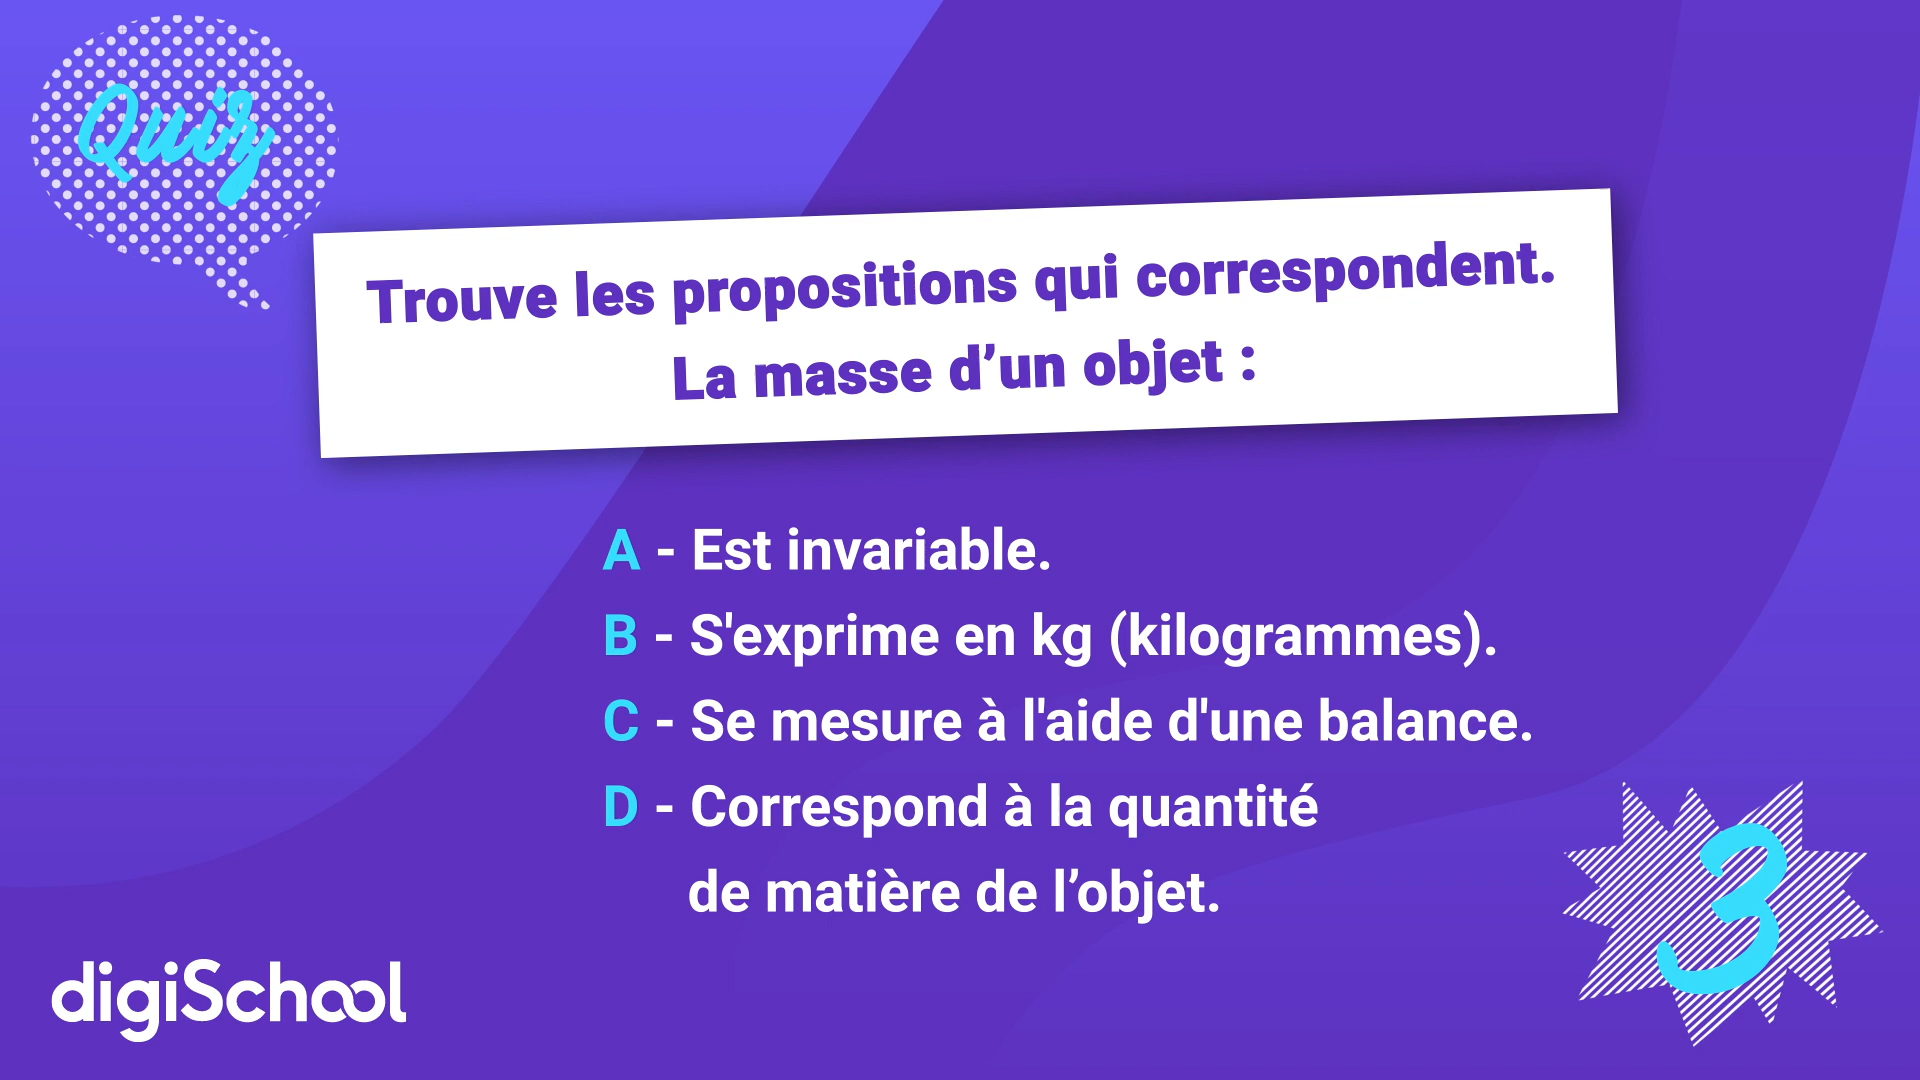 Quiz
Trouve les propositions qui correspondent.
La masse d’un objet :
A - Est invariable.
B - S'exprime en kg (kilogrammes).
C - Se mesure à l'aide d'une balance.
D - Correspond à la quantité
de matière de l’objet.
3
digiSchool